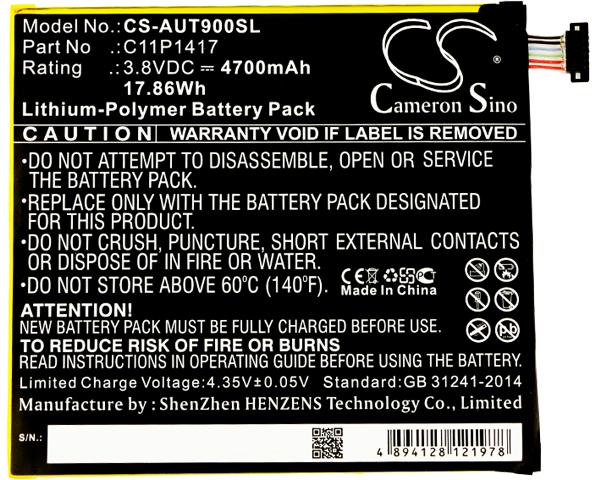 Model No.: CS-AUT900SL
Part No : C11P1417
Rating : 3.8VDC ⎓ 4700mAh
17.86Wh
Lithium-Polymer Battery Pack
CS
Cameron Sino
CAUTION WARRANTY VOID IF LABEL IS REMOVED
•DO NOT ATTEMPT TO DISASSEMBLE, OPEN OR SERVICE
THE BATTERY PACK.
•REPLACE ONLY WITH THE BATTERY PACK DESIGNATED
FOR THIS PRODUCT.
•DO NOT CRUSH, PUNCTURE, SHORT EXTERNAL CONTACTS
OR DISPOSE OF IN FIRE OR WATER.
•DO NOT STORE ABOVE 60°C (140°F).
CE
Made In China
ATTENTION!
NEW BATTERY PACK MUST BE FULLY CHARGED BEFORE USE.
TO REDUCE RISK OF FIRE OR BURNS
READ INSTRUCTIONS IN OPERATING GUIDE BEFORE USING BATTERY
Limited Charge Voltage:4.35V±0.05V Standard:GB 31241-2014
Manufacture by:ShenZhen HENZENS Technology Co., Limited
S/N.:
4 894128 121978